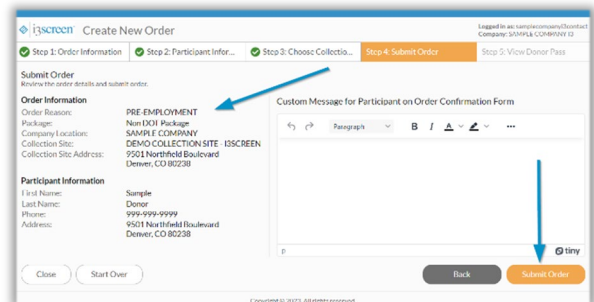 i3screen Create New Order
Logged in as: samplecompanyi3contact
Company: SAMPLE COMPANY I3
Step 1: Order Information
Step 2: Participant Infor...
Step 3: Choose Collectio...
Step 4: Submit Order
Step 5: View Donor Pass
Submit Order
Review the order details and submit order.
Order Information
Order Reason: PRE-EMPLOYMENT
Package: Non DOT Package
Company Location: SAMPLE COMPANY
Collection Site: DEMO COLLECTION SITE - I3SCREEN
Collection Site Address: 9501 Northfield Boulevard
Denver, CO 80238
Participant Information
First Name: Sample
Last Name: Donor
Phone: 999-999-9999
Address: 9501 Northfield Boulevard
Denver, CO 80238
Custom Message for Participant on Order Confirmation Form
Paragraph B I A
p
tiny
Close
Start Over
Back
Submit Order
Copyright © 2023. All rights reserved.